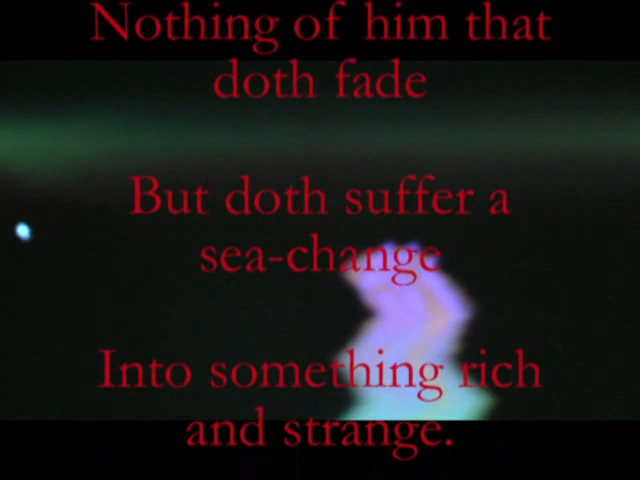 Nothing of him that
doth fade
But doth suffer a
sea-change
Into something rich
and strange.